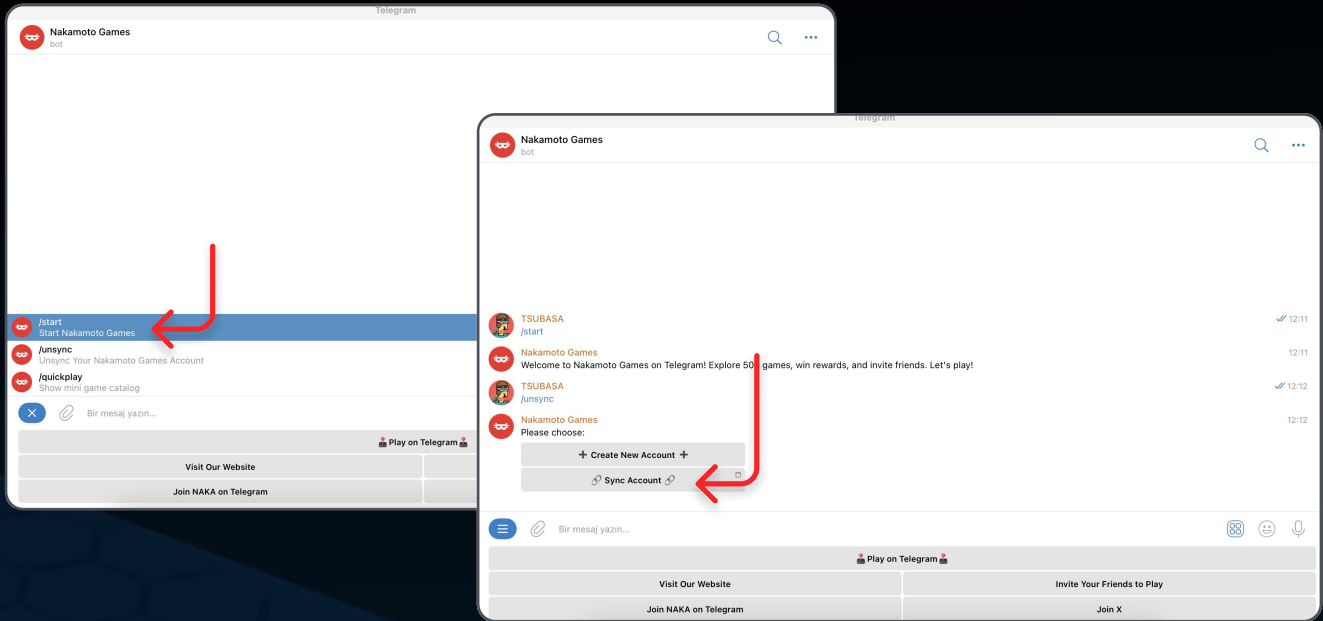 Telegram
Nakamoto Games
bot
/start
Start Nakamoto Games
/unsync
Unsync Your Nakamoto Games Account
/quickplay
Show mini game catalog
Bir mesaj yazın...
Play on Telegram
Visit Our Website
Join NAKA on Telegram
Telegram
Nakamoto Games
bot
TSUBASA
/start
12:11
Nakamoto Games
12:11
Welcome to Nakamoto Games on Telegram! Explore games, win rewards, and invite friends. Let's play!
TSUBASA
/unsync
12:12
Nakamoto Games
12:12
Please choose:
Create New Account
Sync Account
Bir mesaj yazın...
Play on Telegram
Visit Our Website
Invite Your Friends to Play
Join NAKA on Telegram
Join X